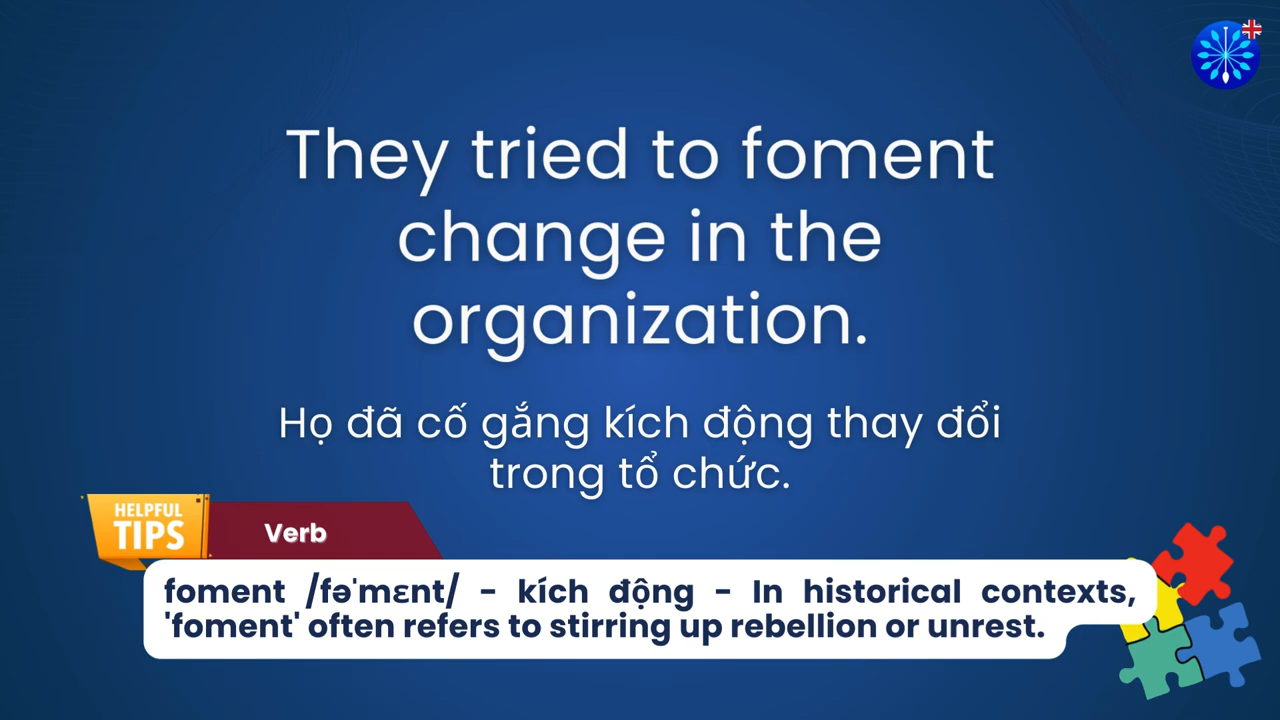 They tried to foment
change in the
organization.
Họ đã cố gắng kích động thay đổi
trong tổ chức.
HELPFUL
TIPS
Verb
foment /fəˈmɛnt/ - kích động - In historical contexts,
'foment' often refers to stirring up rebellion or unrest.